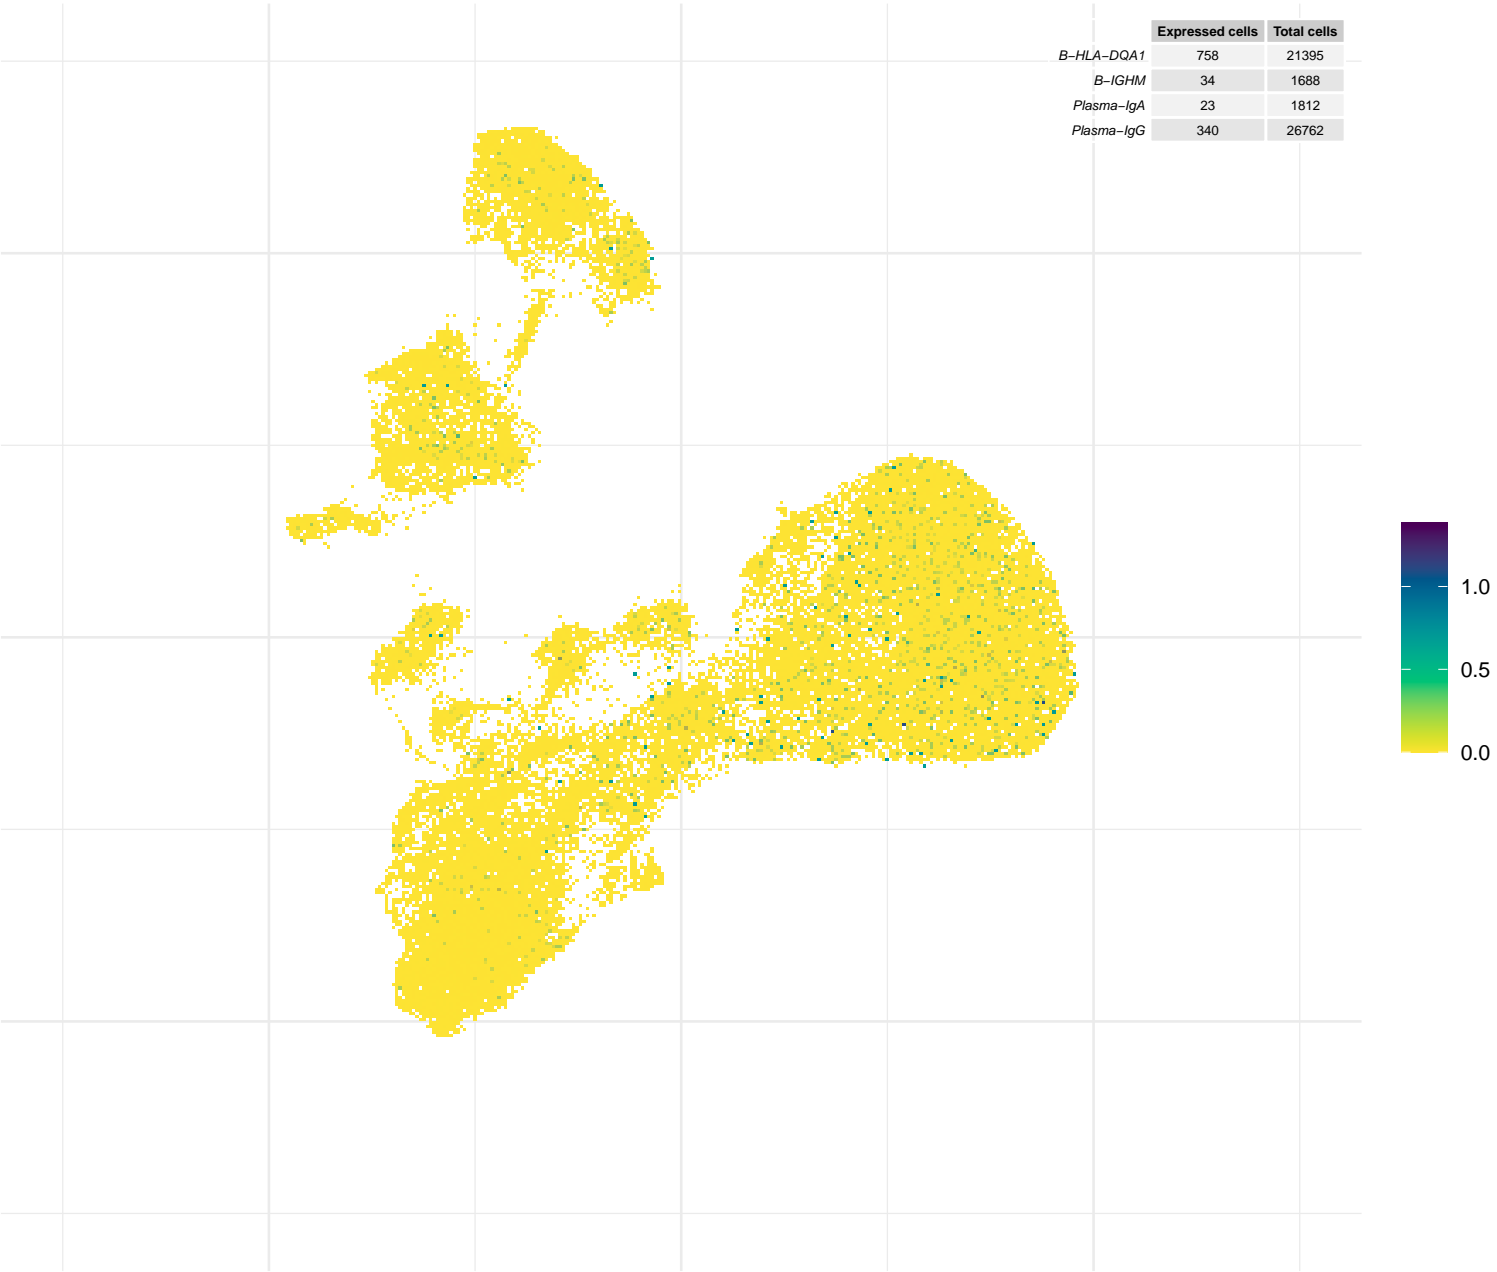 Expressed cells Total cells
B−HLA−DQA1 758 21395
B−IGHM 34 1688
Plasma−IgA 23 1812
Plasma−IgG 340 26762
1.0
0.5
0.0